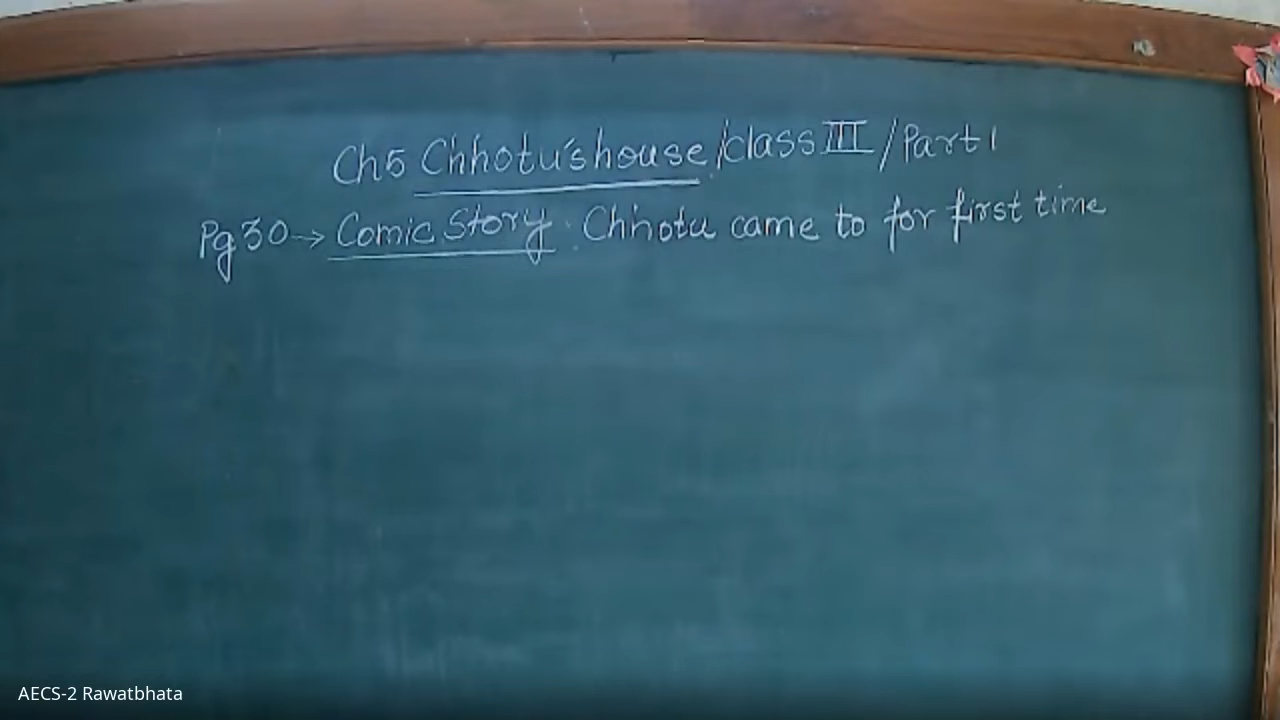 Ch5 Chhotu's house/class III/Part 1
Pg 30→ Comic Story. Chhotu came to for first time
AECS-2 Rawatbhata